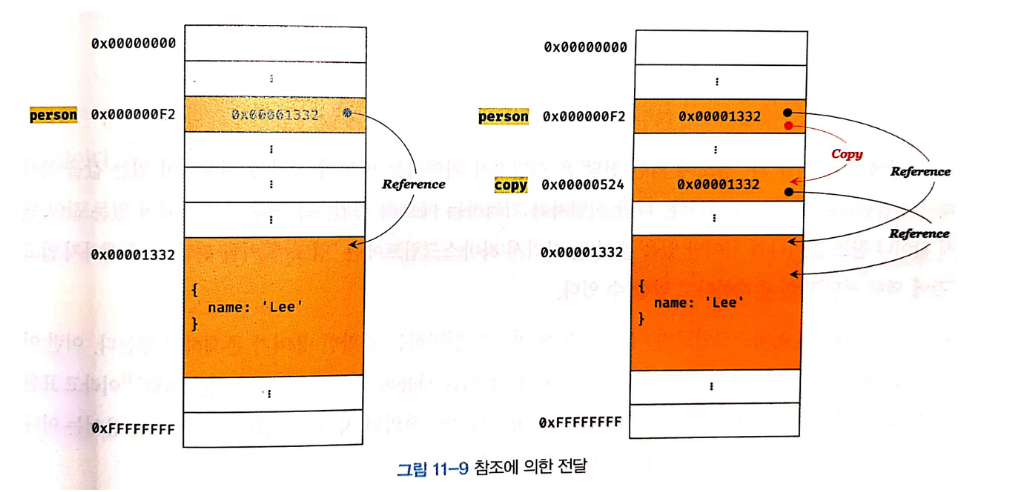 0x00000000
⋮
person 0x000000F2 0x00001332
⋮
⋮
Reference
⋮
0x00001332
{
name: 'Lee'
}
⋮
0xFFFFFFFF
0x00000000
⋮
person 0x000000F2 0x00001332
⋮
Copy
Reference
copy 0x00000524 0x00001332
⋮
Reference
0x00001332
{
name: 'Lee'
}
⋮
0xFFFFFFFF
그림 11-9 참조에 의한 전달